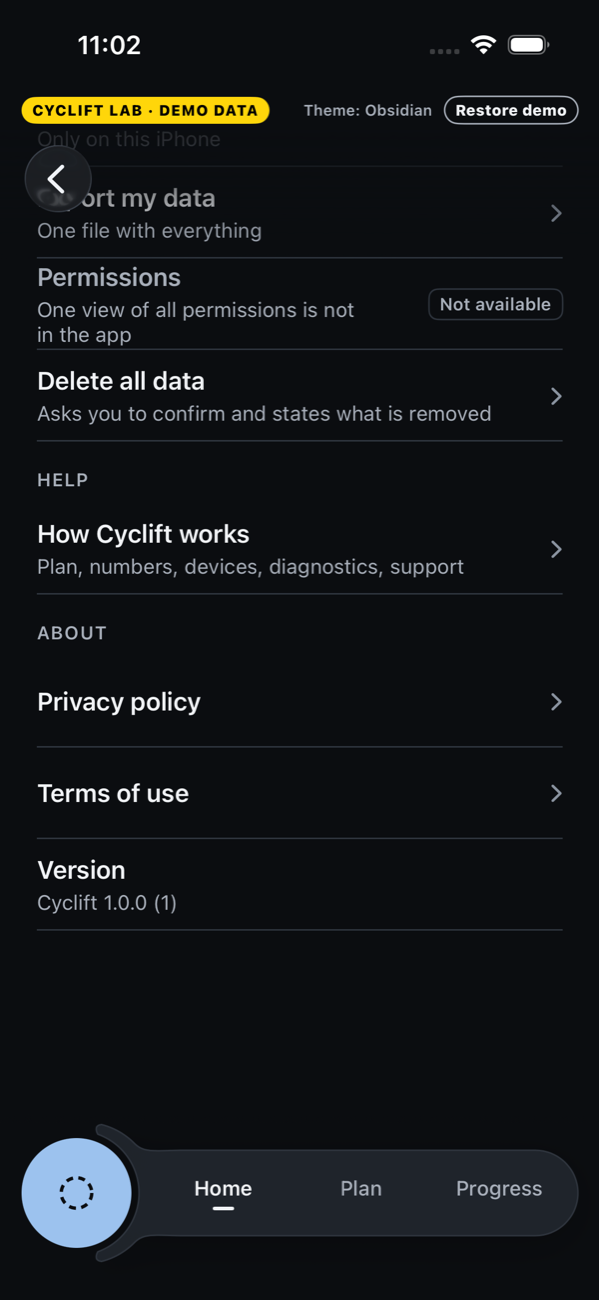 11:02
CYCLIFT LAB · DEMO DATA
Theme: Obsidian
Restore demo
Only on this iPhone
Export my data
One file with everything
Permissions
One view of all permissions is not
in the app
Not available
Delete all data
Asks you to confirm and states what is removed
HELP
How Cyclift works
Plan, numbers, devices, diagnostics, support
ABOUT
Privacy policy
Terms of use
Version
Cyclift 1.0.0 (1)
Home
Plan
Progress